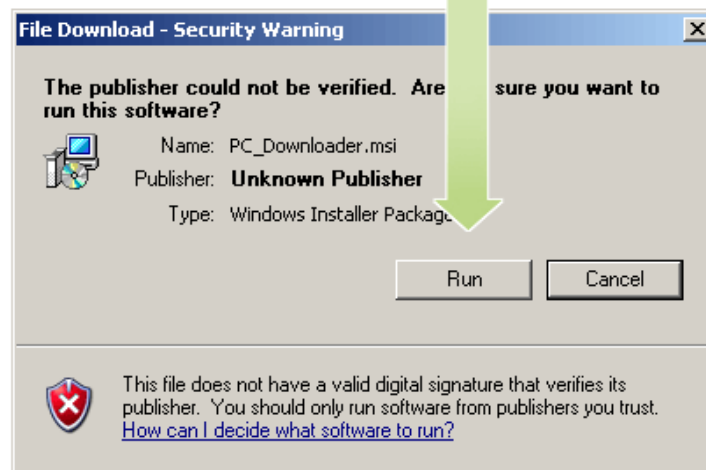 File Download - Security Warning
The publisher could not be verified. Are sure you want to
run this software?
Name: PC_Downloader.msi
Publisher: Unknown Publisher
Type: Windows Installer Package
Run Cancel
This file does not have a valid digital signature that verifies its
publisher. You should only run software from publishers you trust.
How can I decide what software to run?